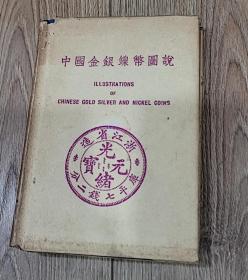 中國金銀鎳幣圖說
ILLUSTRATIONS
OF
CHINESE GOLD SILVER AND NICKEL COINS
浙江省造
光緒元寶
庫平七錢二分